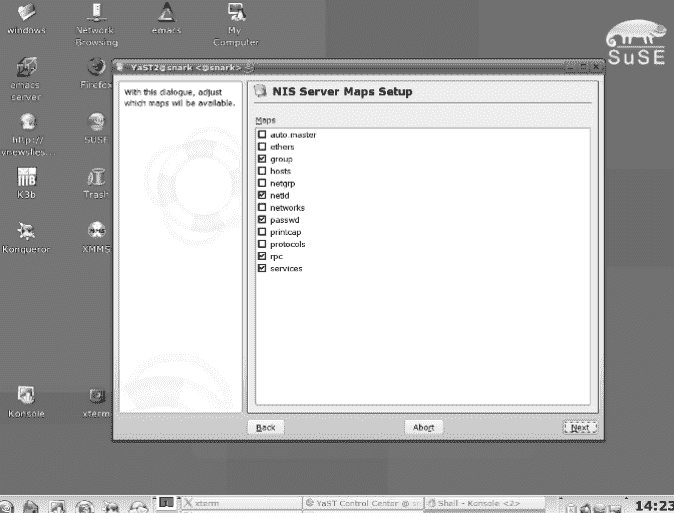 windows
Network
Browsing
emacs
My
Computer
SuSE
YaST2@snark <@snark>
emacs
server
Firefox
With this dialogue, adjust
which maps will be available.
NIS Server Maps Setup
Maps
auto.master
ethers
group
hosts
netgrp
netid
networks
passwd
printcap
protocols
rpc
services
http://
SUSE
K3b
Trash
Konqueror
XMMS
Konsole
xterm
Back
Abort
Next
xterm
YaST Control Center @
Shell - Konsole <2>
14:23